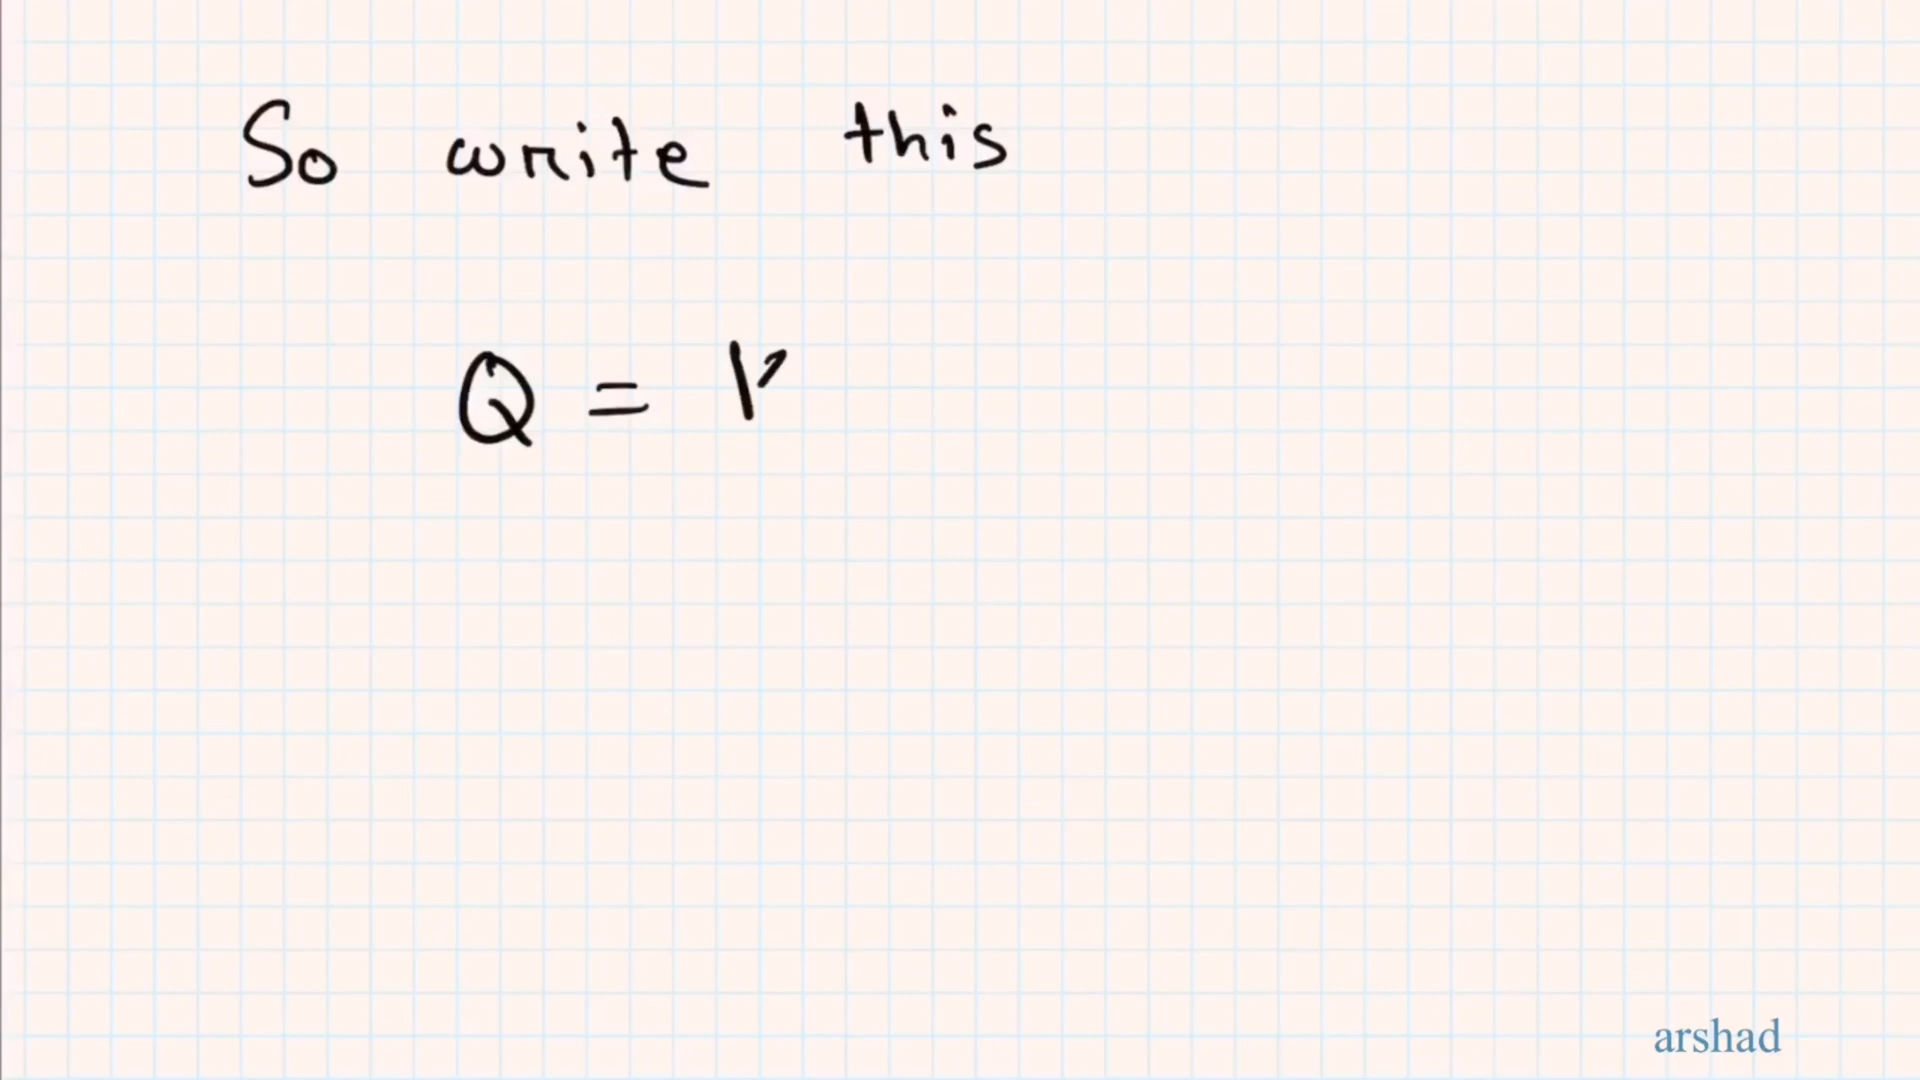 So write this
Q =
arshad